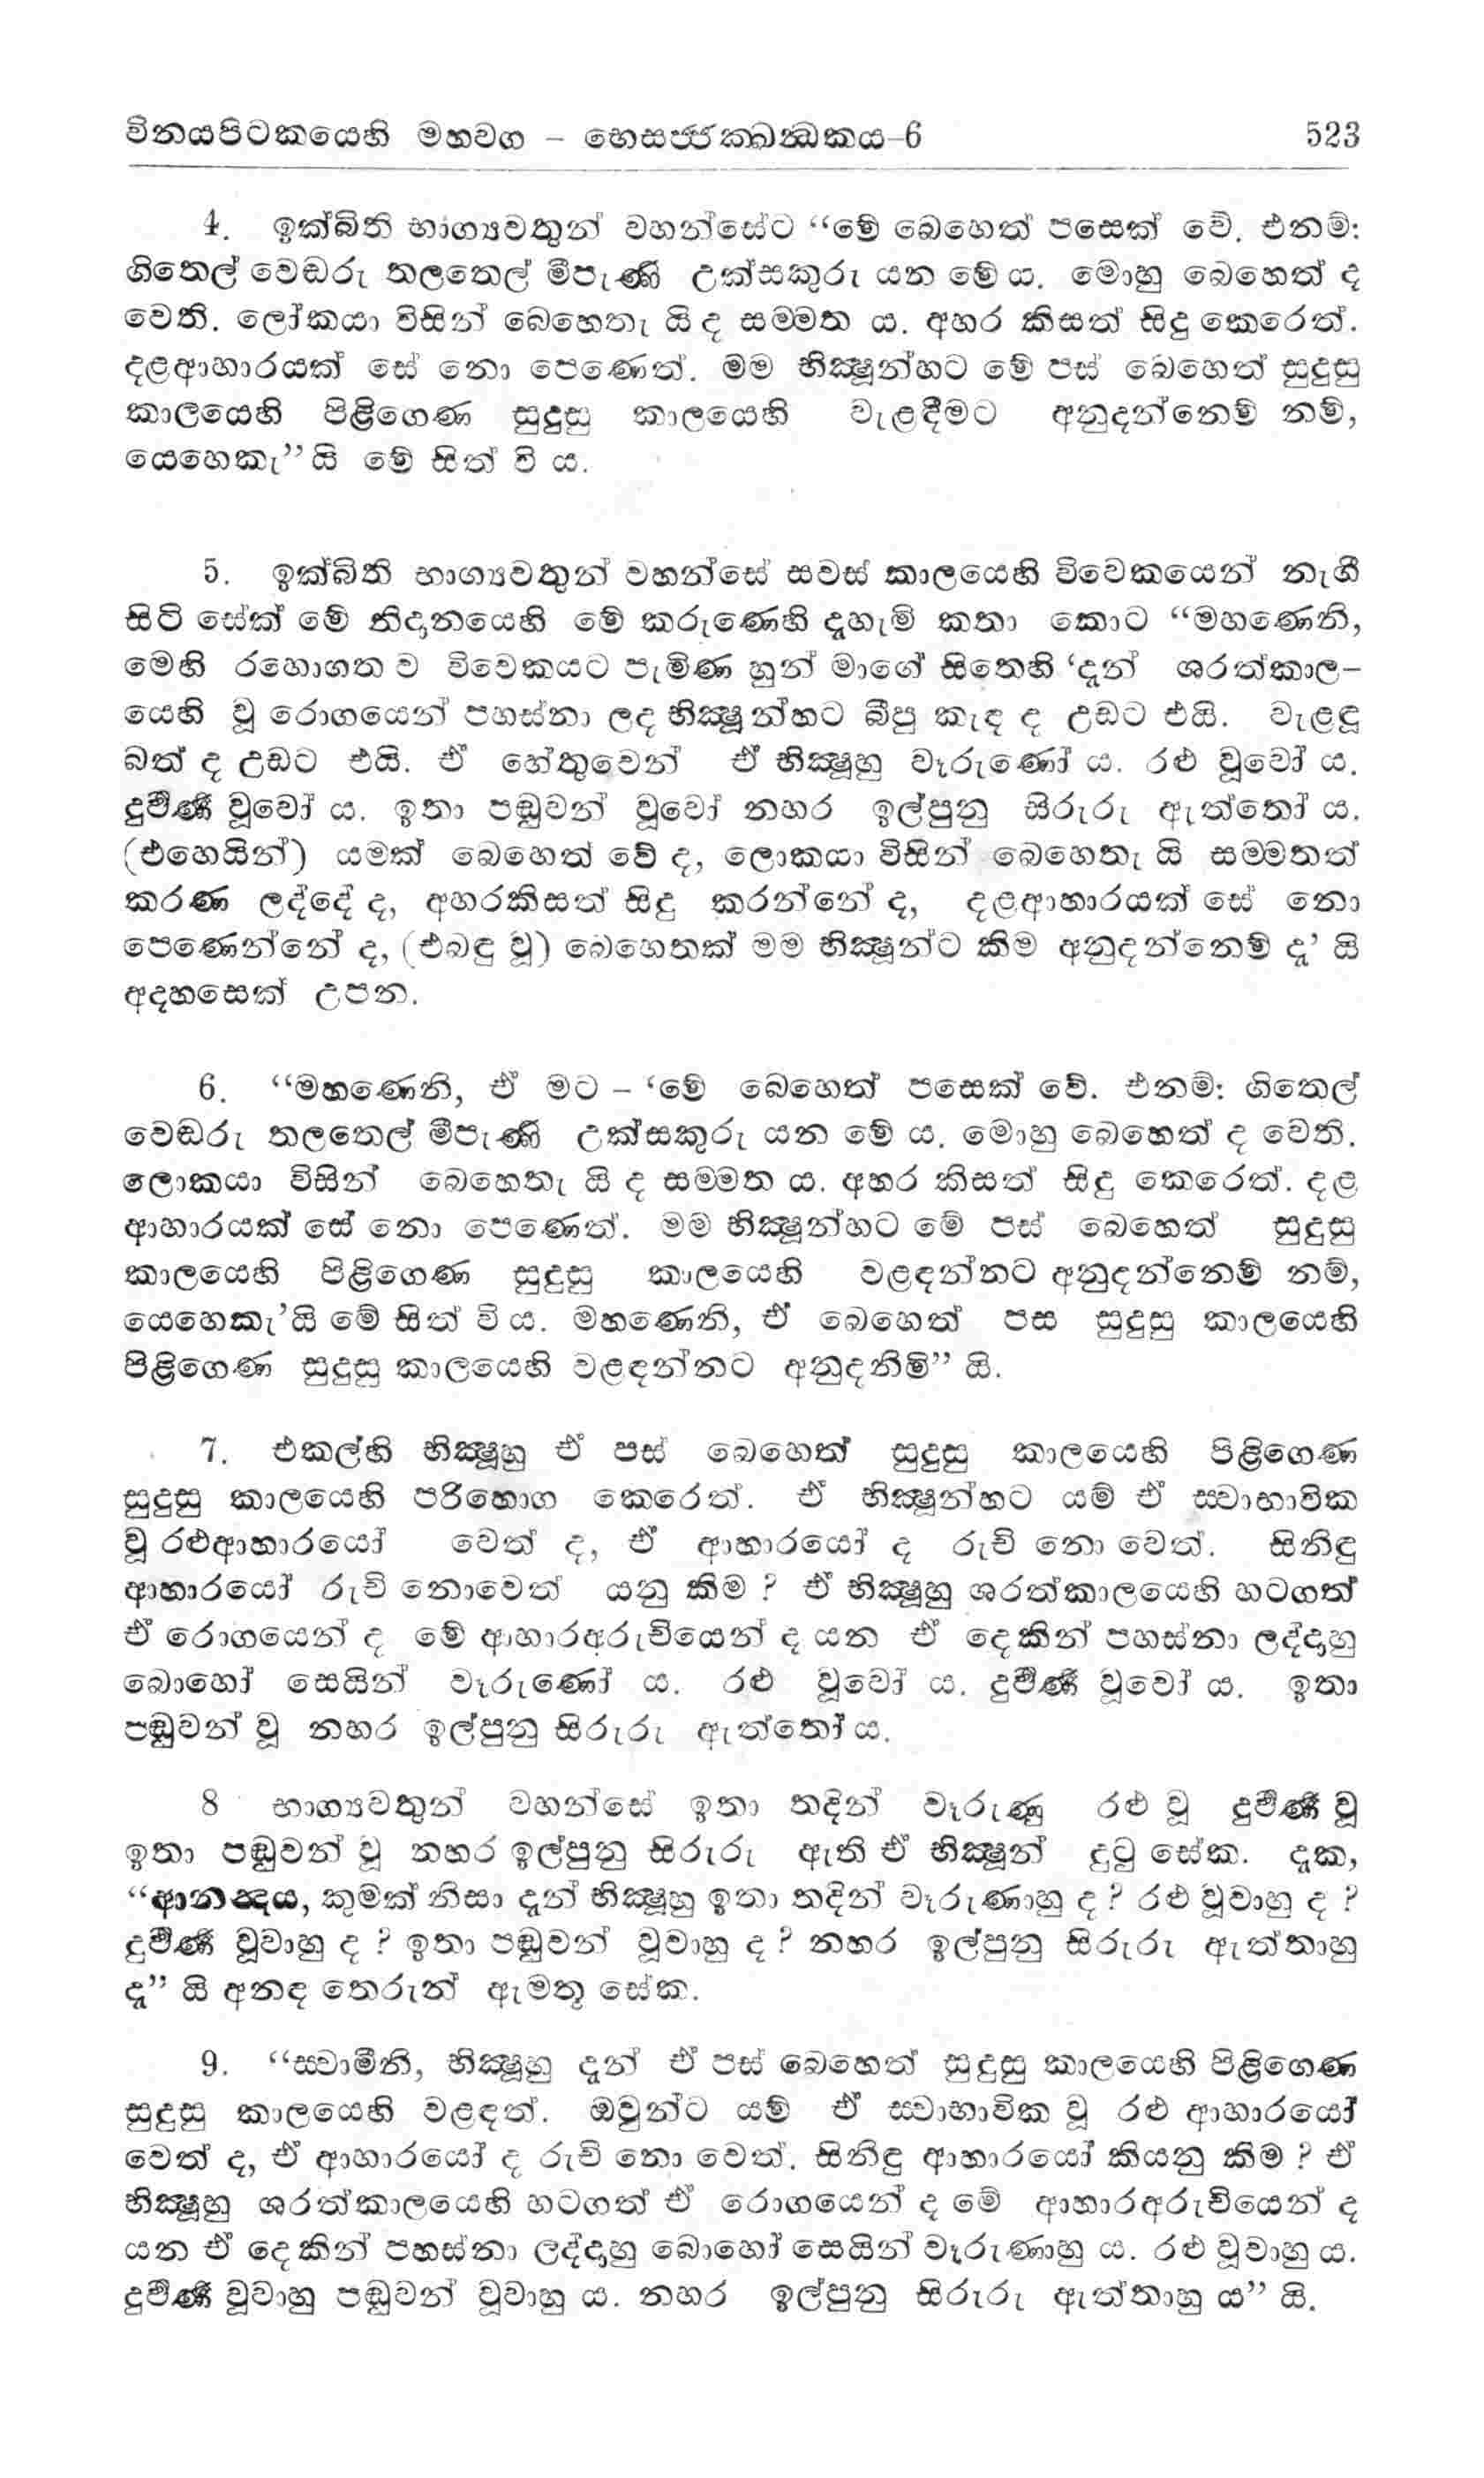 විනයපිටකයෙහි මහවග – භෙසජ්ජක්ඛන්ධකය–6 523
4. ඉක්බිති භාග්‍යවතුන් වහන්සේට “මේ බෙහෙත් පසෙක් වේ. එනම්:
ගිතෙල් වෙඬරු තලතෙල් මීපැණි උක්සකුරු යන මේ ය. මොහු බෙහෙත් ද
වෙති. ලෝකයා විසින් බෙහෙතැ යි ද සම්මත ය. අහර කිසත් සිදු කෙරෙත්.
දළආහාරයක් සේ නො පෙණෙත්. මම භික්‍ෂූන්හට මේ පස් බෙහෙත් සුදුසු
කාලයෙහි පිළිගෙණ සුදුසු කාලයෙහි වැළඳීමට අනුදන්නෙම් නම්,
යෙහෙකැ” යි මේ සිත් වි ය.
5. ඉක්බිති භාග්‍යවතුන් වහන්සේ සවස් කාලයෙහි විවෙකයෙන් නැගී
සිටි සේක් මේ නිදානයෙහි මේ කරුණෙහි දැහැමි කතා කොට “මහණෙනි,
මෙහි රහොගත ව විවෙකයට පැමිණ හුන් මාගේ සිතෙහි ‘දැන් ශරත්කාල–
යෙහි වූ රොගයෙන් පහස්නා ලද භික්‍ෂූන්හට බීපු කැඳ ද උඩට එයි. වැළඳූ
බත් ද උඩට එයි. ඒ හේතුවෙන් ඒ භික්‍ෂූහු වෑරුණෝ ය. රළු වූවෝ ය.
දුර්‍වර්‍ණ වූවෝ ය. ඉතා පඬුවන් වූවෝ නහර ඉල්පුනු සිරුරු ඇත්තෝ ය.
(එහෙයින්) යමක් බෙහෙත් වේ ද, ලොකයා විසින් බෙහෙතැ යි සම්මතත්
කරණ ලද්දේ ද, අහරකිසත් සිදු කරන්නේ ද, දළආහාරයක් සේ නො
පෙණෙන්නේ ද, (එබඳු වූ) බෙහෙතක් මම භික්‍ෂූන්ට කිම අනුදන්නෙම් දැ’ යි
අදහසෙක් උපන.
6. “මහණෙනි, ඒ මට – ‘මේ බෙහෙත් පසෙක් වේ. එනම්: ගිතෙල්
වෙඬරු තලතෙල් මීපැණි උක්සකුරු යන මේ ය. මොහු බෙහෙත් ද වෙති.
ලොකයා විසින් බෙහෙතැ යි ද සම්මත ය. අහර කිසත් සිදු කෙරෙත්. දළ
ආහාරයක් සේ නො පෙණෙත්. මම භික්‍ෂූන්හට මේ පස් බෙහෙත් සුදුසු
කාලයෙහි පිළිගෙණ සුදුසු කාලයෙහි වළඳන්නට අනුදන්නෙම් නම්,
යෙහෙකැ’යි මේ සිත් වි ය. මහණෙනි, ඒ බෙහෙත් පස සුදුසු කාලයෙහි
පිළිගෙණ සුදුසු කාලයෙහි වළඳන්නට අනුදනිමි” යි.
7. එකල්හි භික්‍ෂූහු ඒ පස් බෙහෙත් සුදුසු කාලයෙහි පිළිගෙණ
සුදුසු කාලයෙහි පරිභොග කෙරෙත්. ඒ භික්‍ෂූන්හට යම් ඒ ස්වාභාවික
වූ රළුආහාරයෝ වෙත් ද, ඒ ආහාරයෝ ද රුචි නො වෙත්. සිනිඳු
ආහාරයෝ රුචි නොවෙත් යනු කිම ? ඒ භික්‍ෂූහු ශරත්කාලයෙහි හටගත්
ඒ රොගයෙන් ද මේ ආහාරඅරුචියෙන් ද යන ඒ දෙකින් පහස්නා ලද්දහු
බොහෝ සෙයින් වෑරුණෝ ය. රළු වූවෝ ය. දුර්‍වර්‍ණ වූවෝ ය. ඉතා
පඬුවන් වූ නහර ඉල්පුනු සිරුරු ඇත්තෝ ය.
8 භාග්‍යවතුන් වහන්සේ ඉතා තදින් වෑරුණු රළු වූ දුර්‍වර්‍ණ වූ
ඉතා පඬුවන් වූ නහර ඉල්පුනු සිරුරු ඇති ඒ භික්‍ෂූන් දුටු සේක. දැක,
“ආනන්‍දය, කුමක් නිසා දැන් භික්‍ෂූහු ඉතා තදින් වෑරුණාහු ද ? රළු වූවාහු ද ?
දුර්‍වර්‍ණ වූවාහු ද ? ඉතා පඬුවන් වූවාහු ද ? නහර ඉල්පුනු සිරුරු ඇත්තාහු
දැ” යි අනඳ තෙරුන් ඇමතූ සේක.
9. “ස්වාමීනි, භික්‍ෂූහු දැන් ඒ පස් බෙහෙත් සුදුසු කාලයෙහි පිළිගෙණ
සුදුසු කාලයෙහි වළඳත්. ඔවුන්ට යම් ඒ ස්වාභාවික වූ රළු ආහාරයෝ
වෙත් ද, ඒ ආහාරයෝ ද රුචි නො වෙත්. සිනිඳු ආහාරයෝ කියනු කිම ? ඒ
භික්‍ෂූහු ශරත්කාලයෙහි හටගත් ඒ රොගයෙන් ද මේ ආහාරඅරුචියෙන් ද
යන ඒ දෙකින් පහස්නා ලද්දහු බොහෝ සෙයින් වෑරුණාහු ය. රළු වූවාහු ය.
දුර්‍වර්‍ණ වූවාහු පඬුවන් වූවාහු ය. නහර ඉල්පුනු සිරුරු ඇත්තාහු ය” යි.